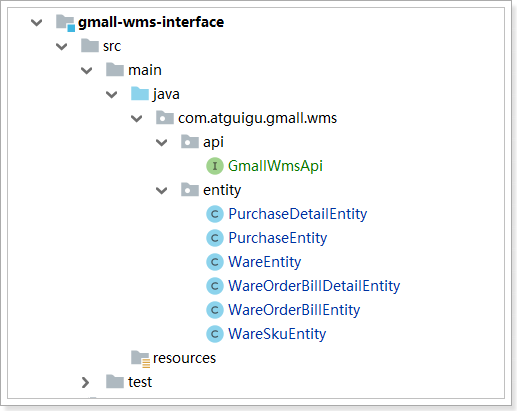 gmall-wms-interface
src
main
java
com.atguigu.gmall.wms
api
I GmallWmsApi
entity
C PurchaseDetailEntity
C PurchaseEntity
C WareEntity
C WareOrderBillDetailEntity
C WareOrderBillEntity
C WareSkuEntity
resources
test